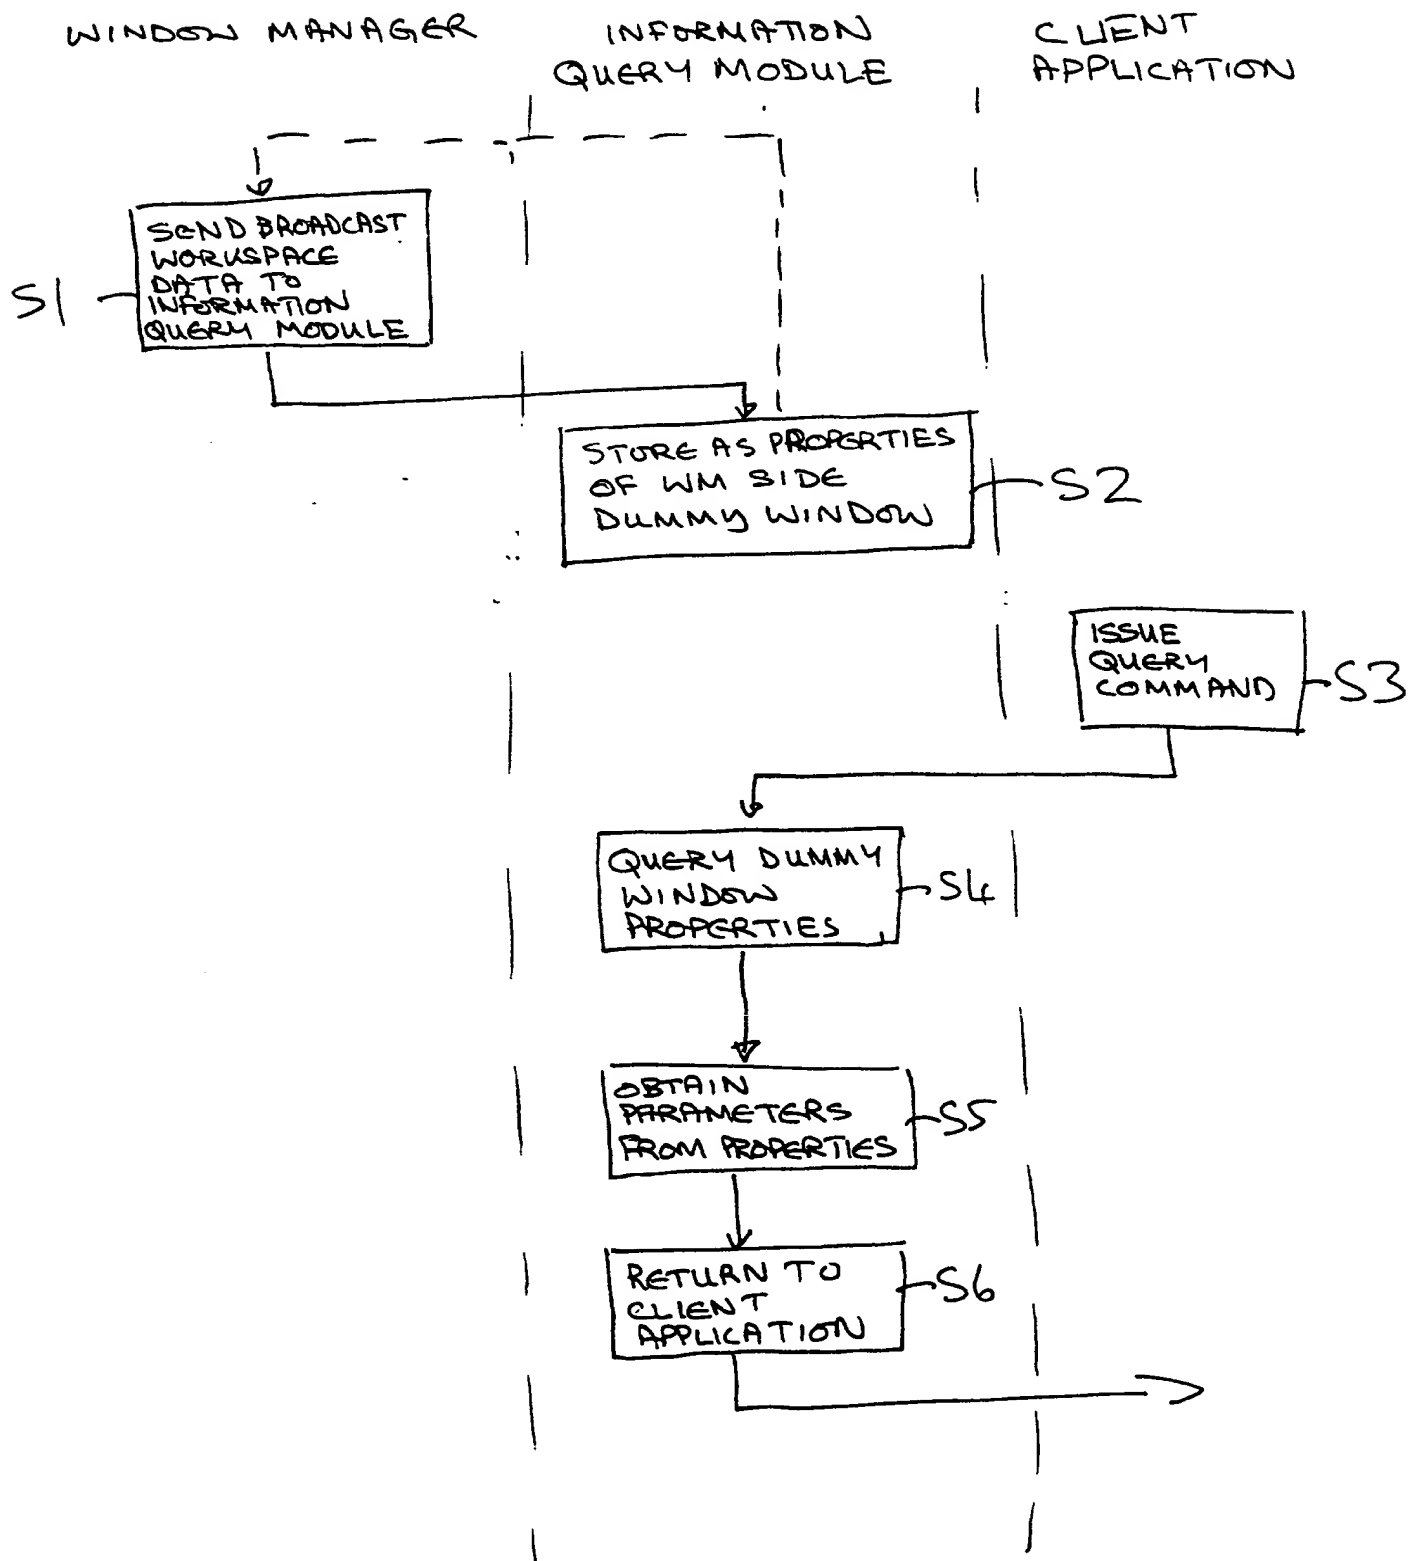 WINDOW MANAGER
INFORMATION
QUERY MODULE
CLIENT
APPLICATION
SEND BROADCAST
WORKSPACE
DATA TO
INFORMATION
QUERY MODULE
S1
STORE AS PROPERTIES
OF WM SIDE
DUMMY WINDOW
S2
ISSUE
QUERY
COMMAND
S3
QUERY DUMMY
WINDOW
PROPERTIES
S4
OBTAIN
PARAMETERS
FROM PROPERTIES
S5
RETURN TO
CLIENT
APPLICATION
S6